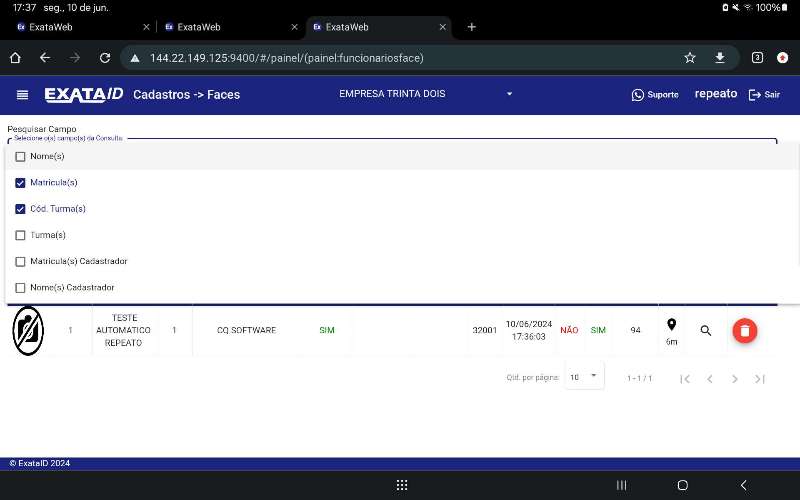 17:37 seg., 10 de jun. 100%
ExataWeb
ExataWeb
ExataWeb
144.22.149.125:9400/#/painel/(painel:funcionariosface)
3
EXATAID Cadastros -> Faces EMPRESA TRINTA DOIS Suporte repeato Sair
Pesquisar Campo
Selecione o(s) campo(s) da Consulta
Nome(s)
Matricula(s)
Cód. Turma(s)
Turma(s)
Matricula(s) Cadastrador
Nome(s) Cadastrador
1 TESTE AUTOMATICO REPEATO 1 CQ.SOFTWARE SIM 32001 10/06/2024 17:36:03 NÃO SIM 94 6m
Qtd. por página: 10 1 - 1 / 1
© ExataID 2024